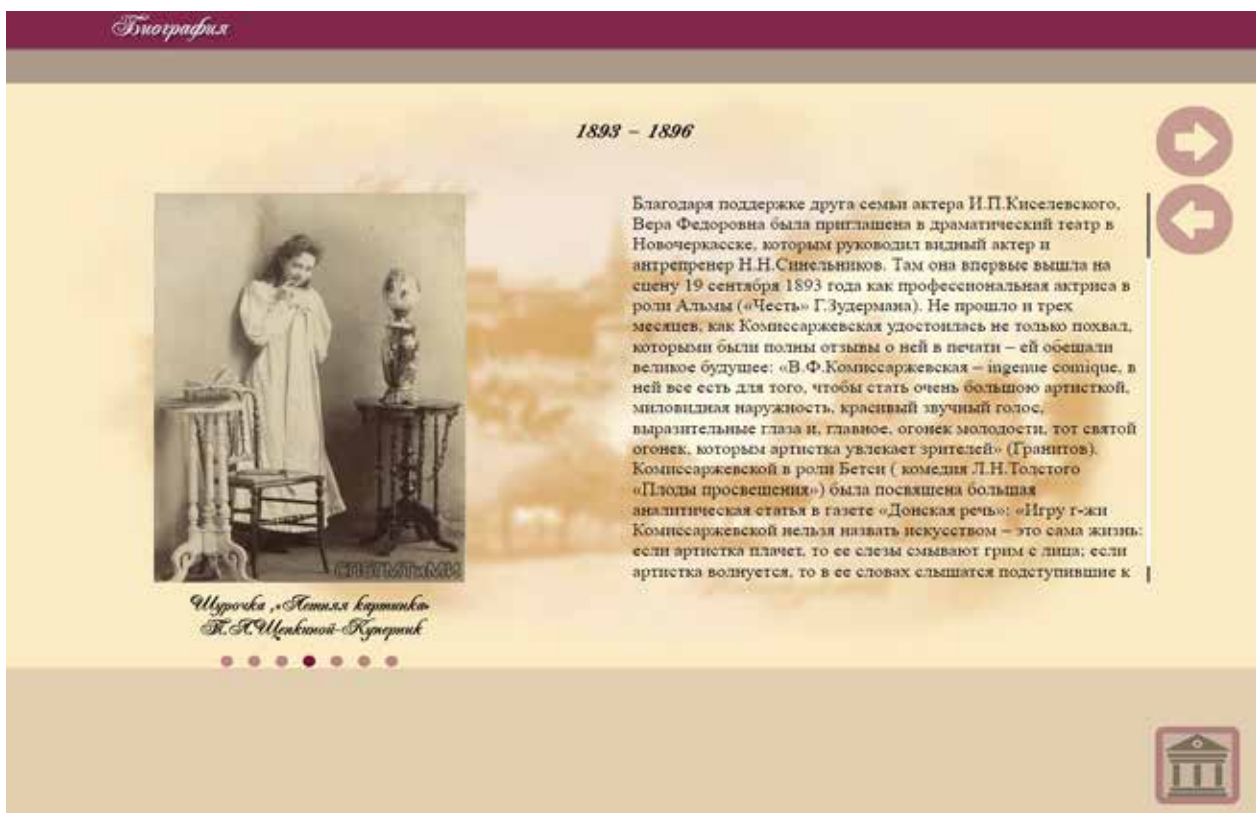 Биография
1893 – 1896
Благодаря поддержке друга семьи актера И.П.Киселевского,
Вера Федоровна была приглашена в драматический театр в
Новочеркасске, которым руководил видный актер и
антрепренер Н.Н.Синельников. Там она впервые вышла на
сцену 19 сентября 1893 года как профессиональная актриса в
роли Альмы («Честь» Г.Зудермана). Не прошло и трех
месяцев, как Комиссаржевская удостоилась не только похвал,
которыми были полны отзывы о ней в печати – ей обещали
великое будущее: «В.Ф.Комиссаржевская – ingenue comique, в
ней все есть для того, чтобы стать очень большою артисткой,
миловидная наружность, красивый звучный голос,
выразительные глаза и, главное, огонек молодости, тот святой
огонек, которым артистка увлекает зрителей» (Гранитов).
Комиссаржевской в роли Бетси ( комедия Л.Н.Толстого
«Плоды просвещения») была посвящена большая
аналитическая статья в газете «Донская речь»: «Игру г-жи
Комиссаржевской нельзя назвать искусством – это сама жизнь:
если артистка плачет, то ее слезы смывают грим с лица; если
артистка волнуется, то в ее словах слышатся подступившие к
СПбГМТиМИ
Шурочка ,«Летняя картинка»
Т.Л.Щепкиной-Куперник